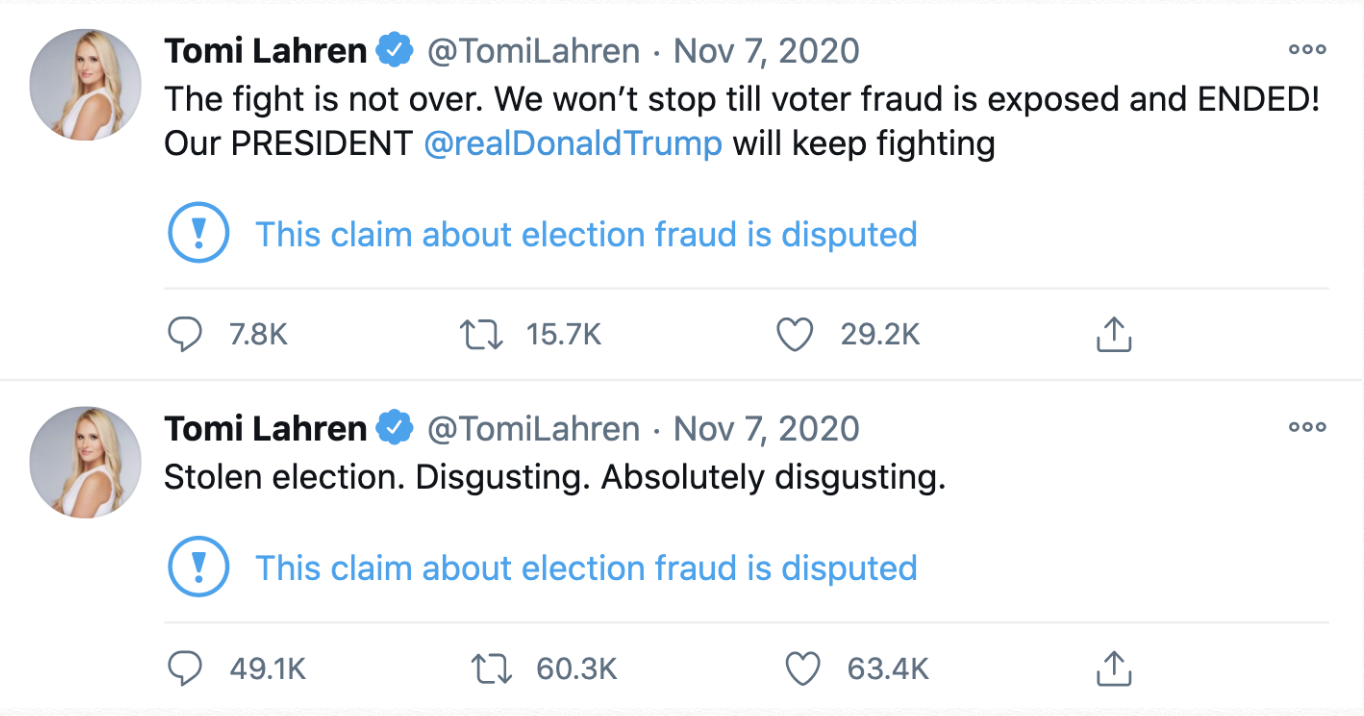 Tomi Lahren @TomiLahren · Nov 7, 2020
The fight is not over. We won’t stop till voter fraud is exposed and ENDED!
Our PRESIDENT @realDonaldTrump will keep fighting
This claim about election fraud is disputed
7.8K 15.7K 29.2K
Tomi Lahren @TomiLahren · Nov 7, 2020
Stolen election. Disgusting. Absolutely disgusting.
This claim about election fraud is disputed
49.1K 60.3K 63.4K